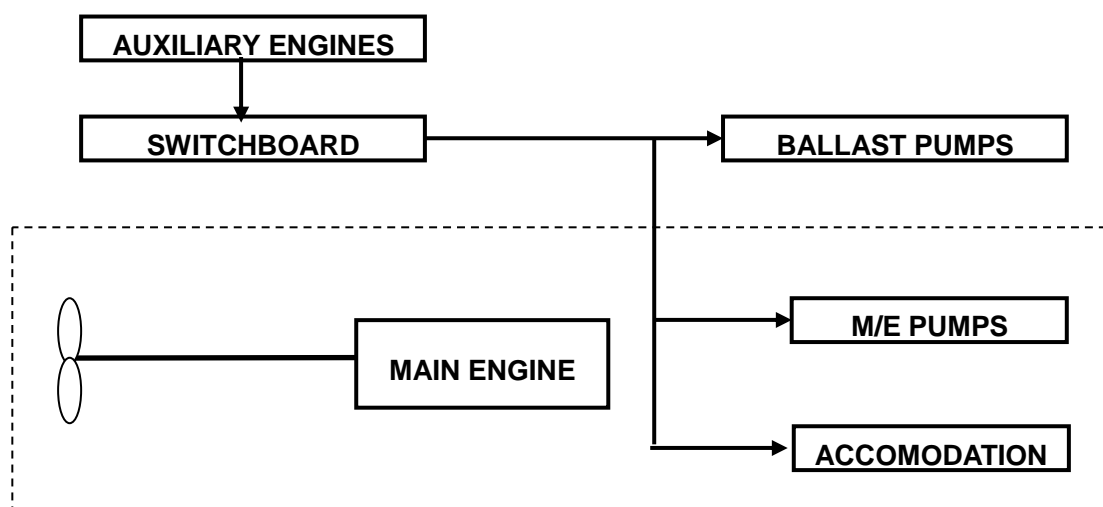 AUXILIARY ENGINES
SWITCHBOARD
BALLAST PUMPS
M/E PUMPS
MAIN ENGINE
ACCOMODATION